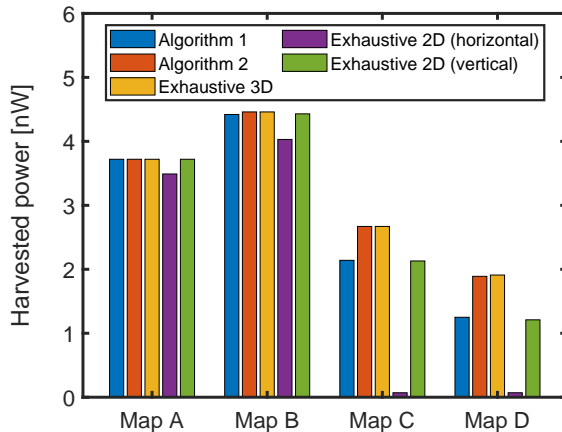 Harvested power [nW]
6
5
4
3
2
1
0
Algorithm 1
Algorithm 2
Exhaustive 3D
Exhaustive 2D (horizontal)
Exhaustive 2D (vertical)
Map A
Map B
Map C
Map D